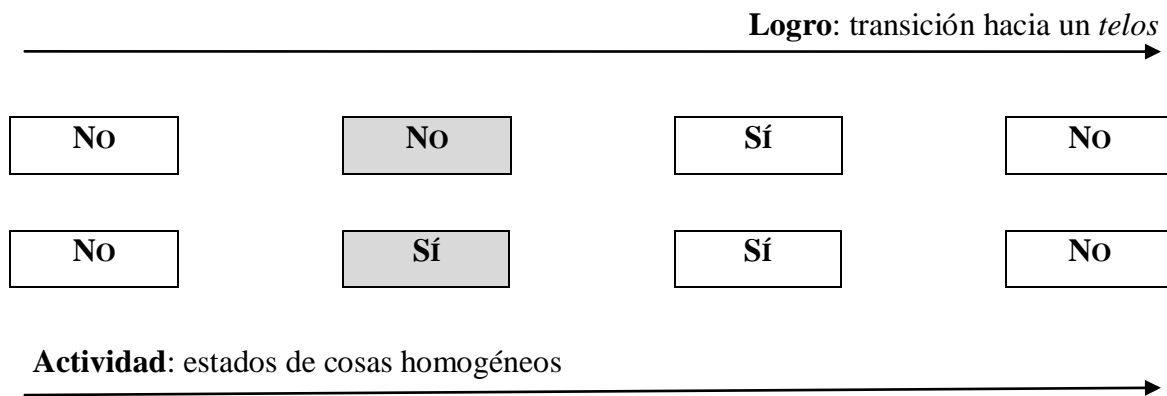 Logro: transición hacia un telos
No No Sí No
No Sí Sí No
Actividad: estados de cosas homogéneos